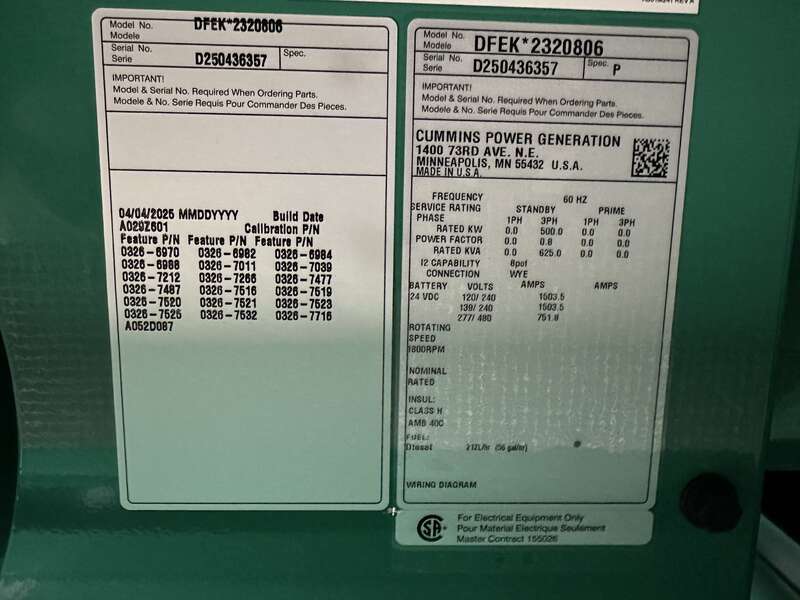 Model No.
Modele
DFEK*2320806
Serial No.
Serie
D250436357
Spec.
IMPORTANT!
Model & Serial No. Required When Ordering Parts.
Modele & No. Serie Requis Pour Commander Des Pieces.
04/04/2025 MMDDYYYY Build Date
A029Z601 Calibration P/N
Feature P/N Feature P/N Feature P/N
0326-6970 0326-6982 0326-6984
0326-6988 0326-7011 0326-7039
0326-7212 0326-7266 0326-7477
0326-7487 0326-7516 0326-7519
0326-7520 0326-7521 0326-7523
0326-7525 0326-7532 0326-7716
A052D087
Model No.
Modele
DFEK*2320806
Serial No.
Serie
D250436357
Spec. P
IMPORTANT!
Model & Serial No. Required When Ordering Parts.
Modele & No. Serie Requis Pour Commander Des Pieces.
CUMMINS POWER GENERATION
1400 73RD AVE. N.E.
MINNEAPOLIS, MN 55432 U.S.A.
MADE IN U.S.A.
FREQUENCY 60 HZ
SERVICE RATING STANDBY PRIME
PHASE 1PH 3PH 1PH 3PH
RATED KW 0.0 500.0 0.0 0.0
POWER FACTOR 0.0 0.8 0.0 0.0
RATED KVA 0.0 625.0 0.0 0.0
I2 CAPABILITY
CONNECTION WYE
BATTERY VOLTS AMPS AMPS
24 VDC 120/ 240 1503.5
139/ 240 1503.5
277/ 480 751.8
ROTATING
SPEED
1800RPM
NOMINAL
RATED
INSUL:
CLASS H
AMB 40C
FUEL:
Diesel 212L/hr (56 gal/hr)
WIRING DIAGRAM
CSA
For Electrical Equipment Only
Pour Material Electrique Seulement
Master Contract 155026